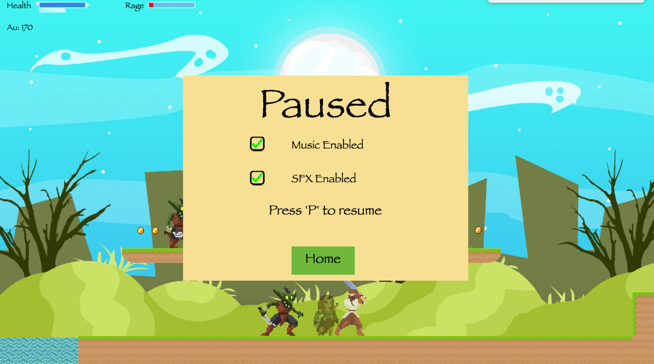 Health Rage
Au: 170
Paused
Music Enabled
SFX Enabled
Press 'P' to resume
Home